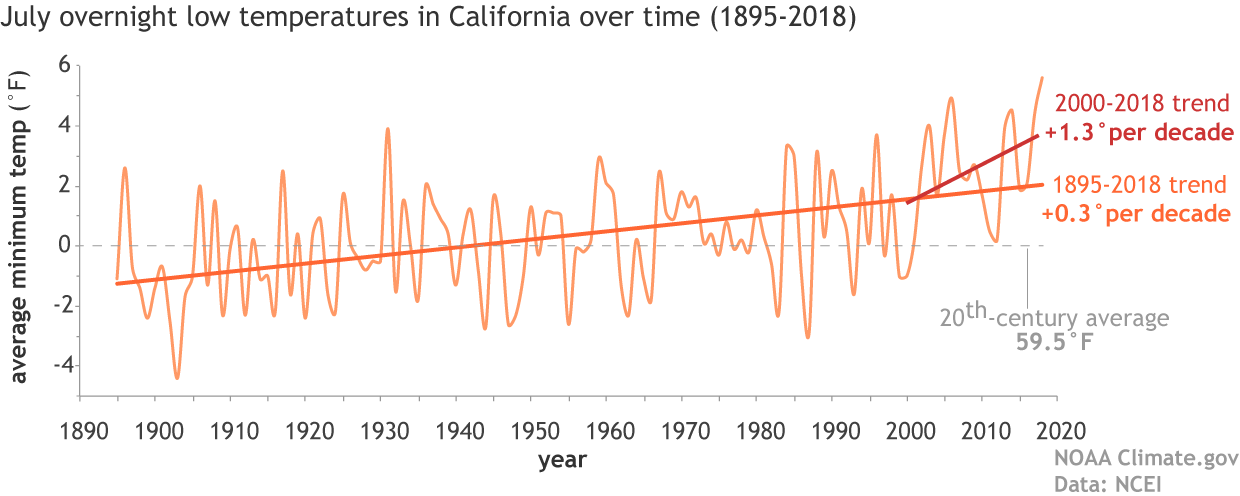 July overnight low temperatures in California over time (1895-2018)
average minimum temp (°F)
6
4
2
0
-2
-4
2000-2018 trend
+1.3°per decade
1895-2018 trend
+0.3°per decade
20th-century average
59.5°F
1890 1900 1910 1920 1930 1940 1950 1960 1970 1980 1990 2000 2010 2020
year
NOAA Climate.gov
Data: NCEI